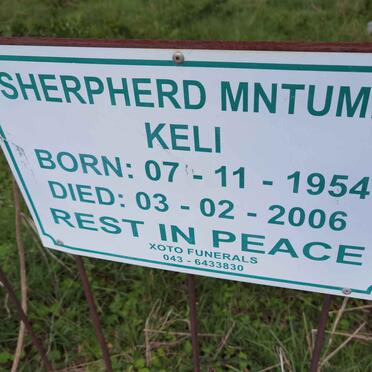 SHERPHERD MNTUM
KELI
BORN: 07 - 11 - 1954
DIED: 03 - 02 - 2006
REST IN PEACE
XOTO FUNERALS
043 - 6433830